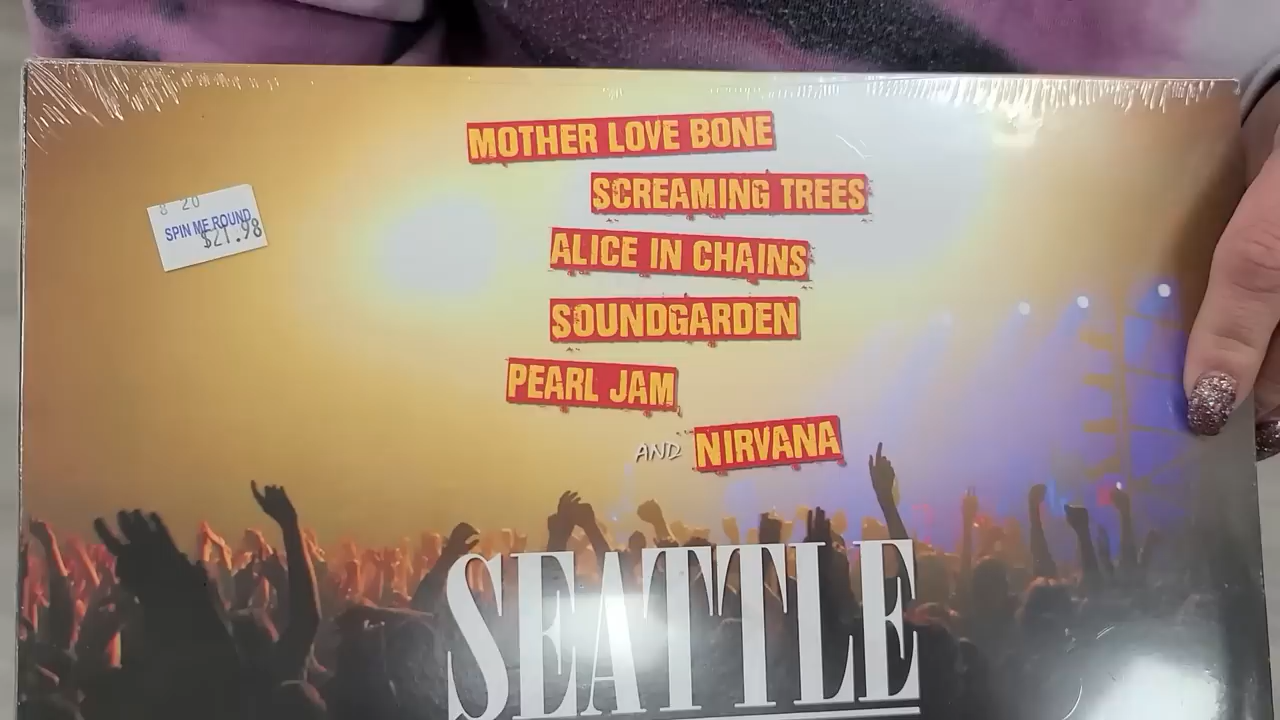 MOTHER LOVE BONE
SCREAMING TREES
8 20
SPIN ME ROUND
$21.98
ALICE IN CHAINS
SOUNDGARDEN
PEARL JAM
AND NIRVANA
SEATTLE